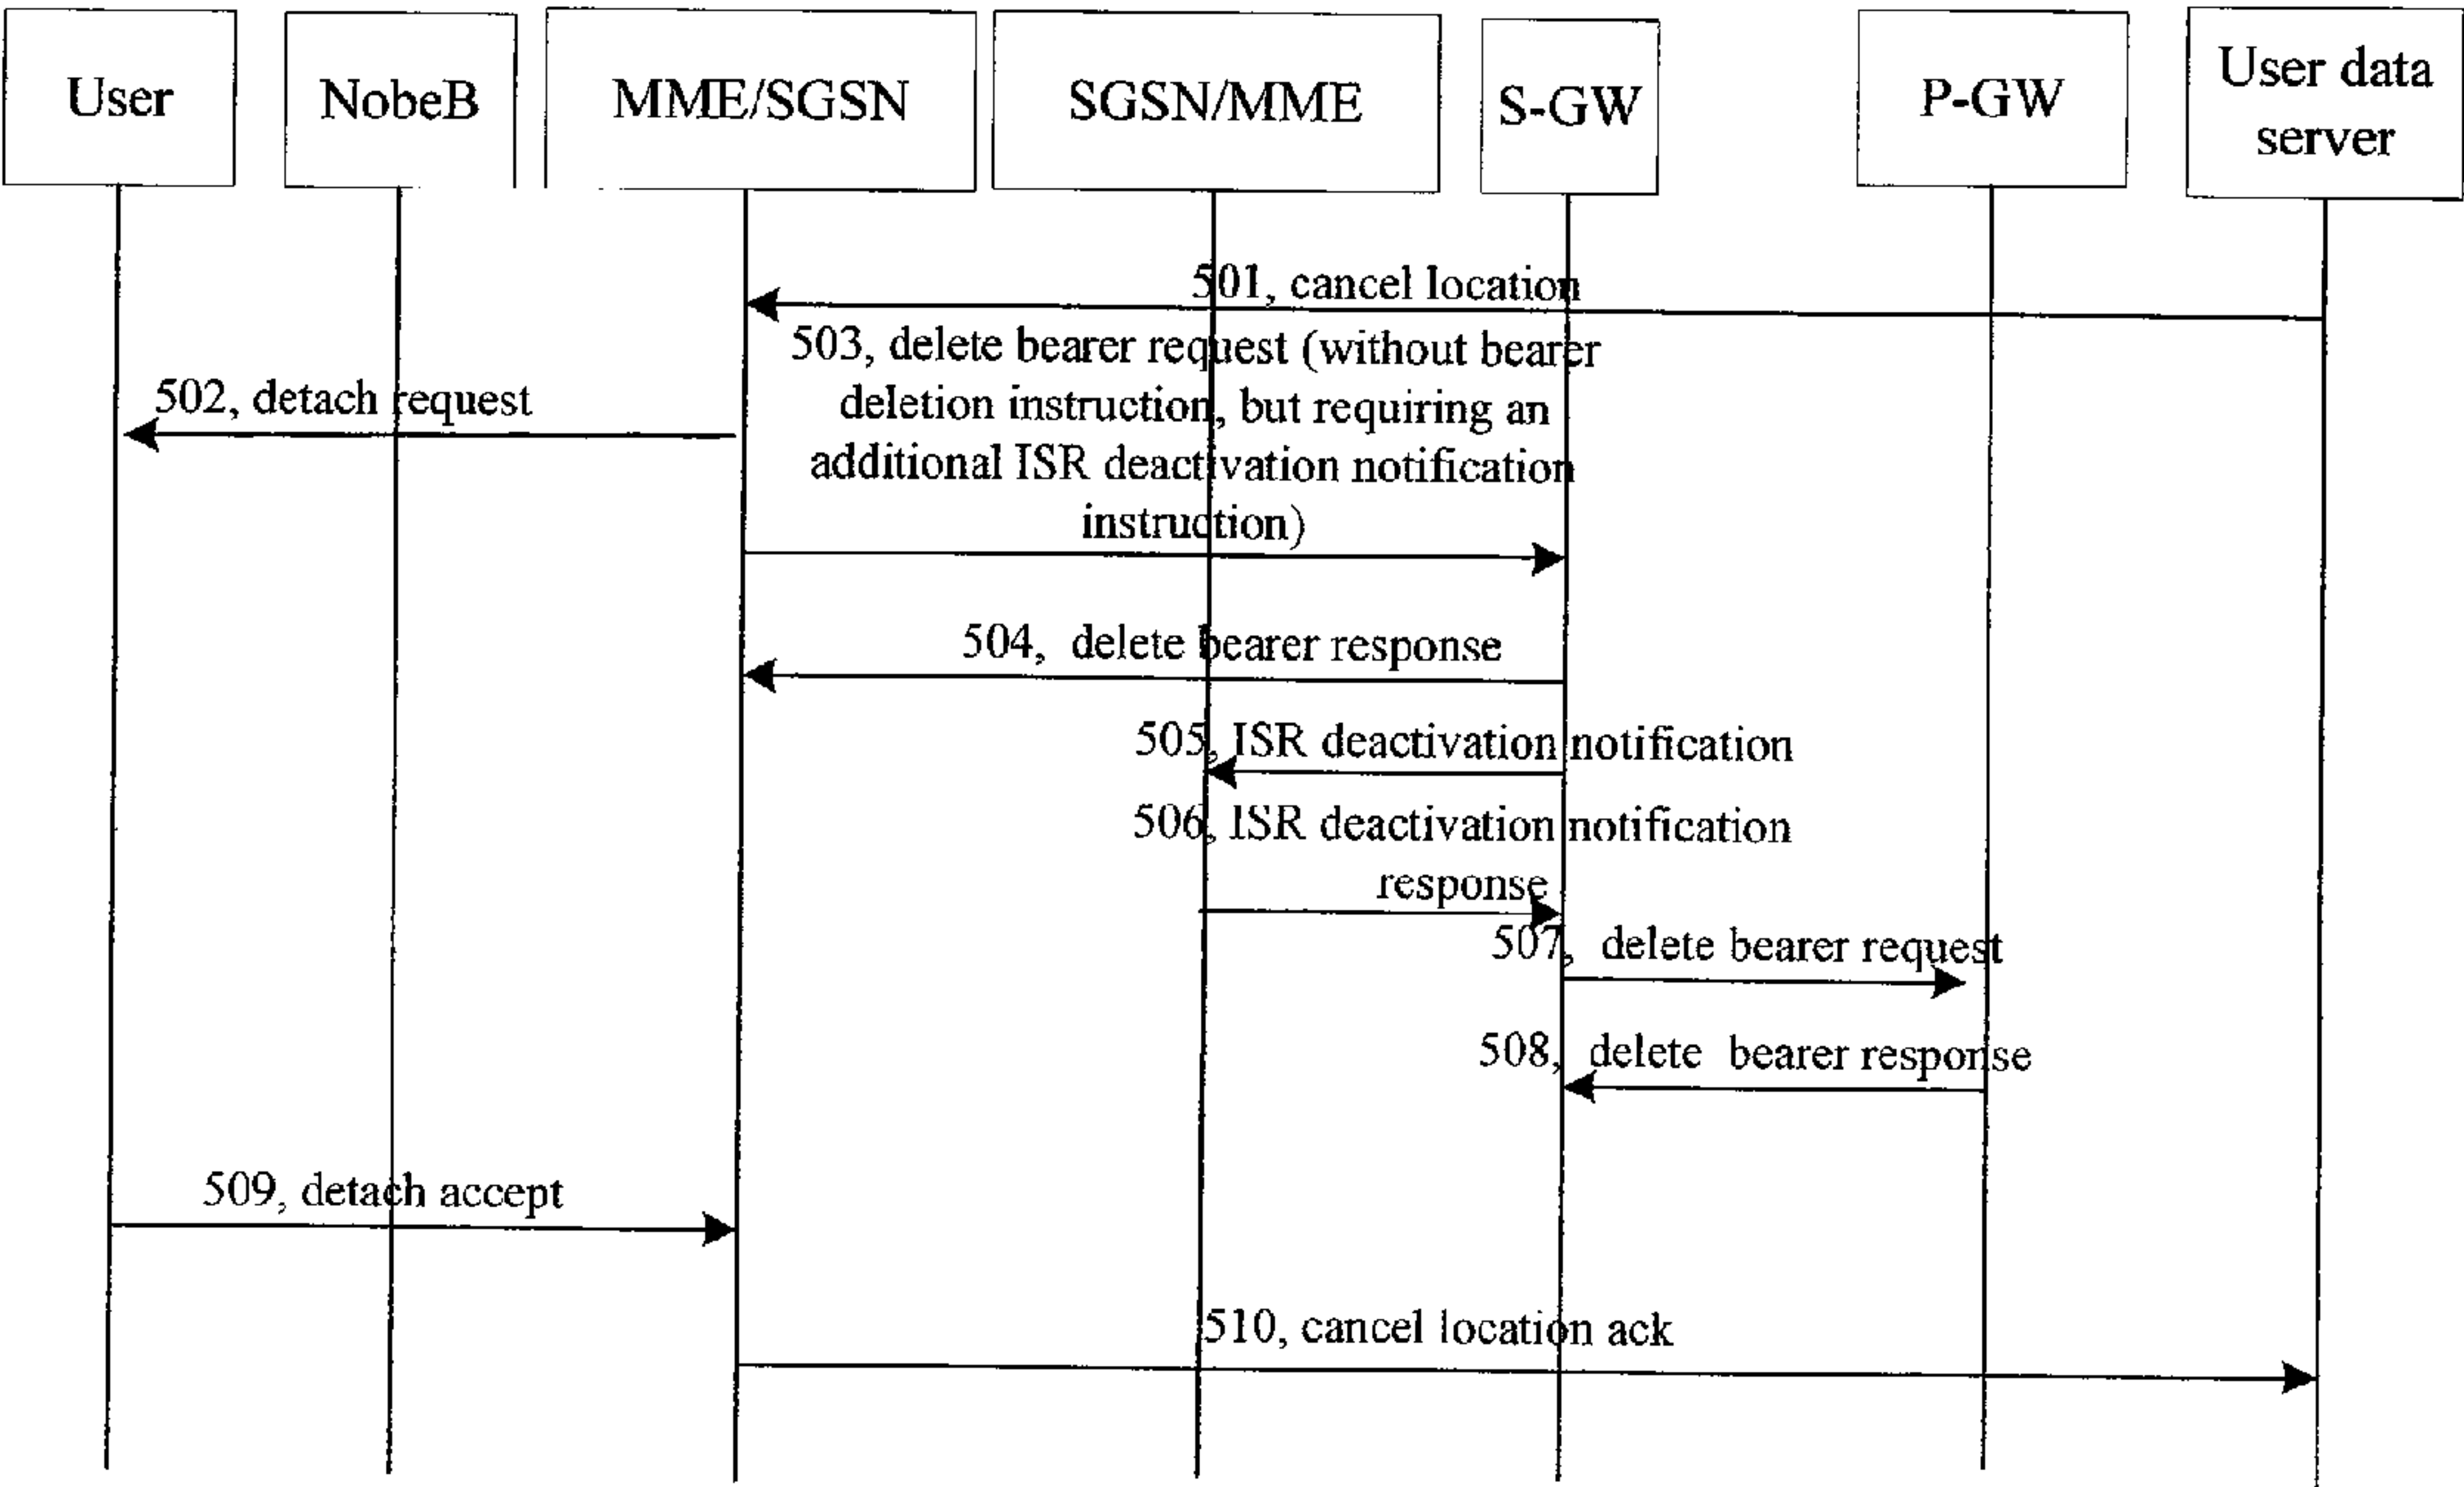 User
NobeB
MME/SGSN
SGSN/MME
S-GW
P-GW
User data
server
501, cancel location
503, delete bearer request (without bearer
deletion instruction, but requiring an
additional ISR deactivation notification
instruction)
502, detach request
504, delete bearer response
505, ISR deactivation notification
506, ISR deactivation notification
response
507, delete bearer request
508, delete bearer response
509, detach accept
510, cancel location ack